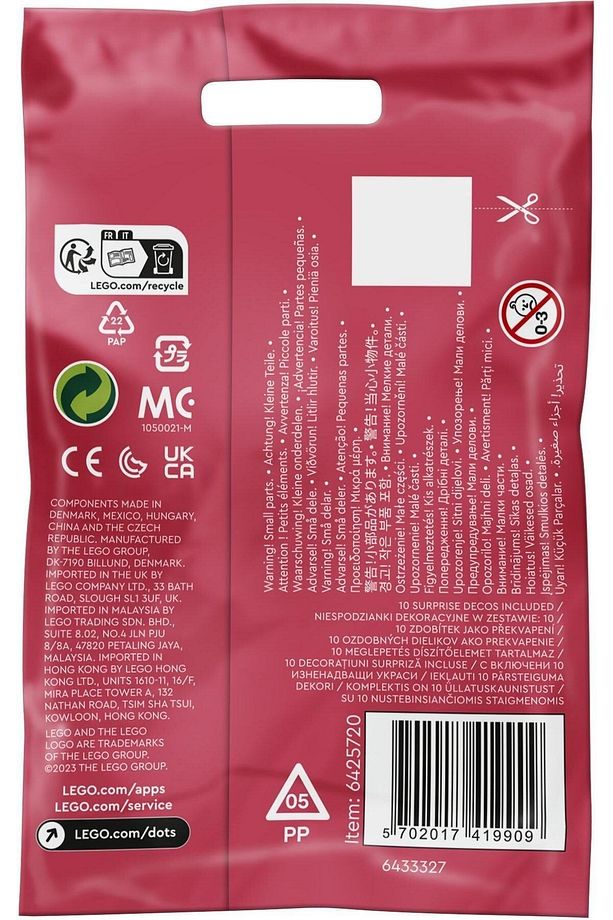 FR IT
LEGO.com/recycle
22
PAP
プラ
MC
1050021-M
CE
UK
CA
COMPONENTS MADE IN
DENMARK, MEXICO, HUNGARY,
CHINA AND THE CZECH
REPUBLIC. MANUFACTURED
BY THE LEGO GROUP,
DK-7190 BILLUND, DENMARK.
IMPORTED IN THE UK BY
LEGO COMPANY LTD., 33 BATH
ROAD, SLOUGH SL1 3UF, UK.
IMPORTED IN MALAYSIA BY
LEGO TRADING SDN. BHD.,
SUITE 8.02, NO.4 JLN PJU
8/8A, 47820 PETALING JAYA,
MALAYSIA. IMPORTED IN
HONG KONG BY LEGO HONG
KONG LTD., UNITS 1610-11, 16/F,
MIRA PLACE TOWER A, 132
NATHAN ROAD, TSIM SHA TSUI,
KOWLOON, HONG KONG.
LEGO AND THE LEGO
LOGO ARE TRADEMARKS
OF THE LEGO GROUP.
©2023 THE LEGO GROUP.
LEGO.com/apps
LEGO.com/service
LEGO.com/dots
0-3
Warning! Small parts. • Achtung! Kleine Teile. •
Attention ! Petits éléments. • Avvertenza! Piccole parti. •
Waarschuwing! Kleine onderdelen. • ¡Advertencia! Partes pequeñas. •
Advarsel! Små dele. • Viðvörun! Litlir hlutir. • Varoitus! Pieniä osia. •
Varning! Små delar. •
Advarsel! Små deler. • Atenção! Pequenas partes. •
Προειδοποίηση! Μικρά μέρη. •
警告! 小部品があります。• 警告! 当心小物件。•
경고! 작은 부품 포함. • Внимание! Мелкие детали. •
Ostrzeżenie! Małe części. • Upozornění! Malé části. •
Upozornenie! Malé časti. •
Figyelmeztetés! Kis alkatrészek. •
Попередження! Дрібні деталі. •
Upozorenje! Sitni dijelovi. • Упозорење! Мали делови. •
Предупредување! Мали делови. •
Opozorilo! Majhni deli. • Avertisment! Părți mici. •
Внимание! Малки части. •
Brīdinājums! Sīkas detaļas. •
Hoiatus! Väikesed osad. •
Įspėjimas! Smulkios detalės. •
Uyarı! Küçük Parçalar. • تحذير! أجزاء صغيرة. •
10 SURPRISE DECOS INCLUDED /
NIESPODZIANKI DEKORACYJNE W ZESTAWIE: 10 /
10 ZDOBÍTEK JAKO PŘEKVAPENÍ /
10 OZDOBNÝCH DIELIKOV AKO PREKVAPENIE /
10 MEGLEPETÉS DÍSZÍTŐELEMET TARTALMAZ /
10 DECORAȚIUNI SURPRIZĂ INCLUSE / С ВКЛЮЧЕНИ 10
ИЗНЕНАДВАЩИ УКРАСИ / IEKĻAUTI 10 PĀRSTEIGUMA
DEKORI / KOMPLEKTIS ON 10 ÜLLATUSKAUNISTUST /
SU 10 NUSTEBINSIANČIOMIS STAIGMENOMIS
05
PP
Item: 6425720
5 702017 419909
6433327